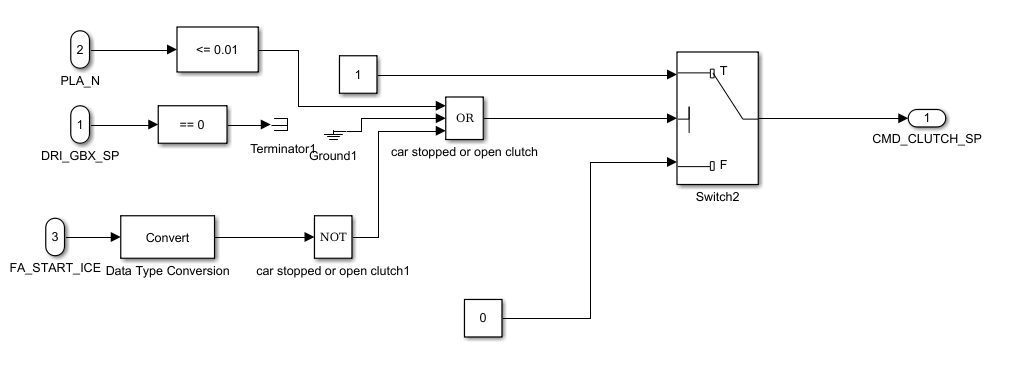 2
PLA_N
<= 0.01
1
T
1
DRI_GBX_SP
== 0
Terminator1
Ground1
OR
car stopped or open clutch
1
CMD_CLUTCH_SP
F
Switch2
3
FA_START_ICE
Convert
Data Type Conversion
NOT
car stopped or open clutch1
0